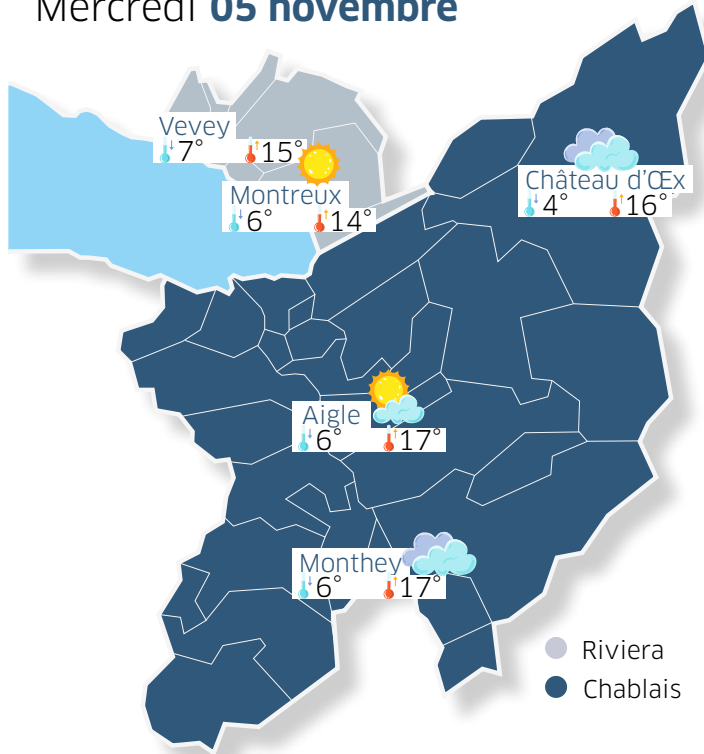 Mercredi 05 novembre
Vevey
7° 15°
Montreux
6° 14°
Château d'Œx
4° 16°
Aigle
6° 17°
Monthey
6° 17°
Riviera
Chablais